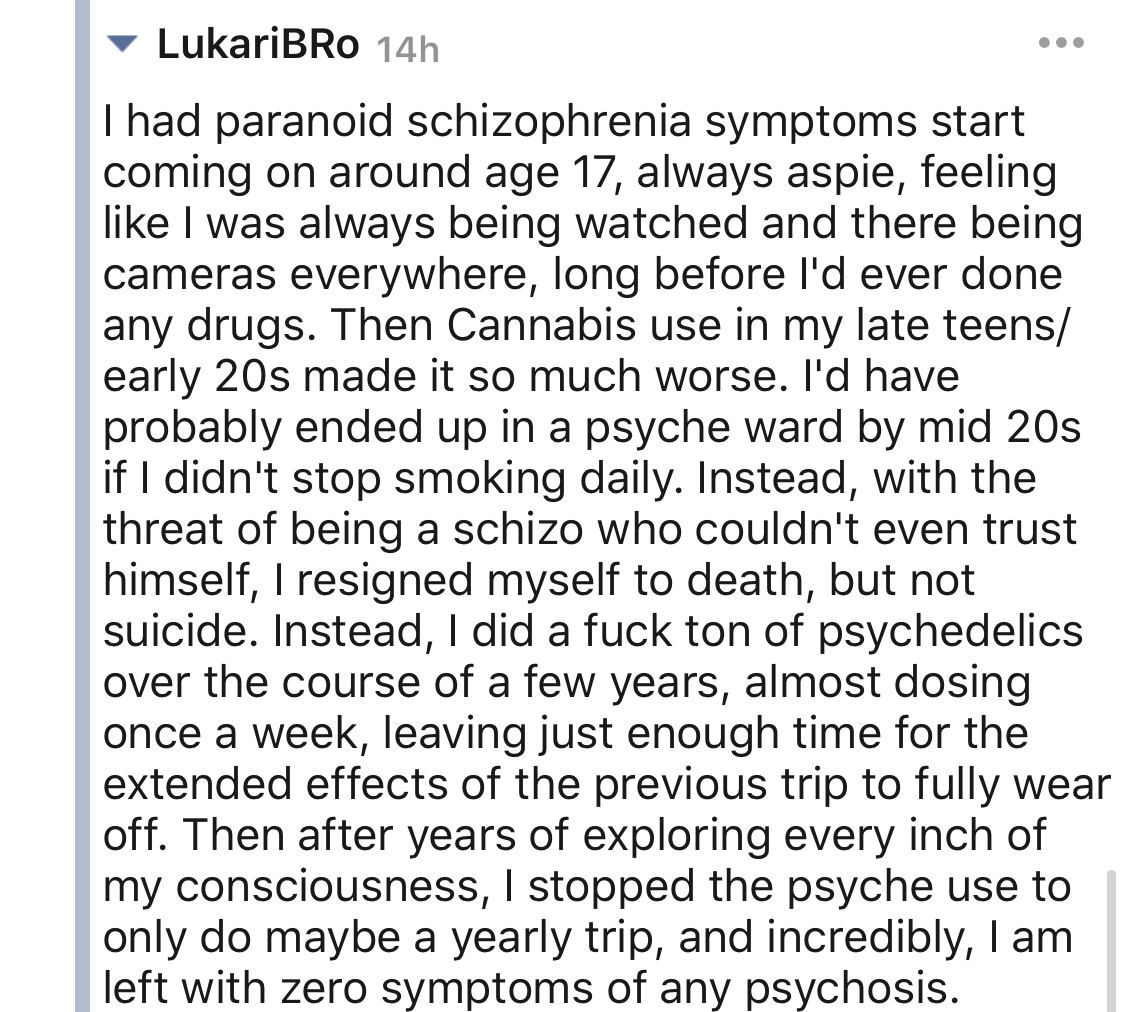 LukariBRo 14h
I had paranoid schizophrenia symptoms start
coming on around age 17, always aspie, feeling
like I was always being watched and there being
cameras everywhere, long before I'd ever done
any drugs. Then Cannabis use in my late teens/
early 20s made it so much worse. I'd have
probably ended up in a psyche ward by mid 20s
if I didn't stop smoking daily. Instead, with the
threat of being a schizo who couldn't even trust
himself, I resigned myself to death, but not
suicide. Instead, I did a fuck ton of psychedelics
over the course of a few years, almost dosing
once a week, leaving just enough time for the
extended effects of the previous trip to fully wear
off. Then after years of exploring every inch of
my consciousness, I stopped the psyche use to
only do maybe a yearly trip, and incredibly, I am
left with zero symptoms of any psychosis.